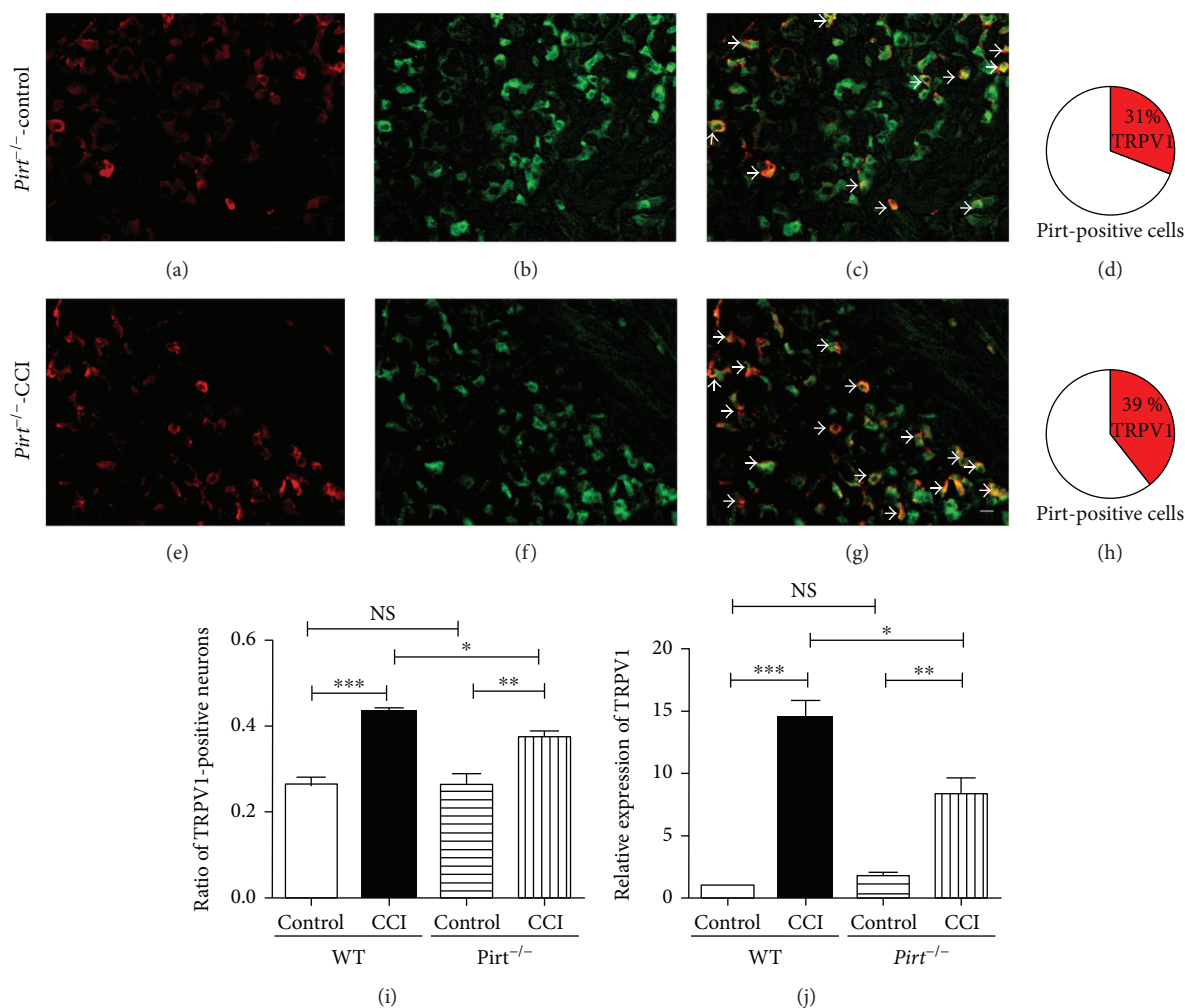 Pirt⁻/⁻-control
31%
TRPV1
Pirt-positive cells
(a)
(b)
(c)
(d)
Pirt⁻/⁻-CCI
39 %
TRPV1
Pirt-positive cells
(e)
(f)
(g)
(h)
Ratio of TRPV1-positive neurons
0.6
0.4
0.2
0.0
NS
*
***
**
Control
CCI
Control
CCI
WT
Pirt⁻/⁻
(i)
Relative expression of TRPV1
20
15
10
5
0
NS
*
***
**
Control
CCI
Control
CCI
WT
Pirt⁻/⁻
(j)